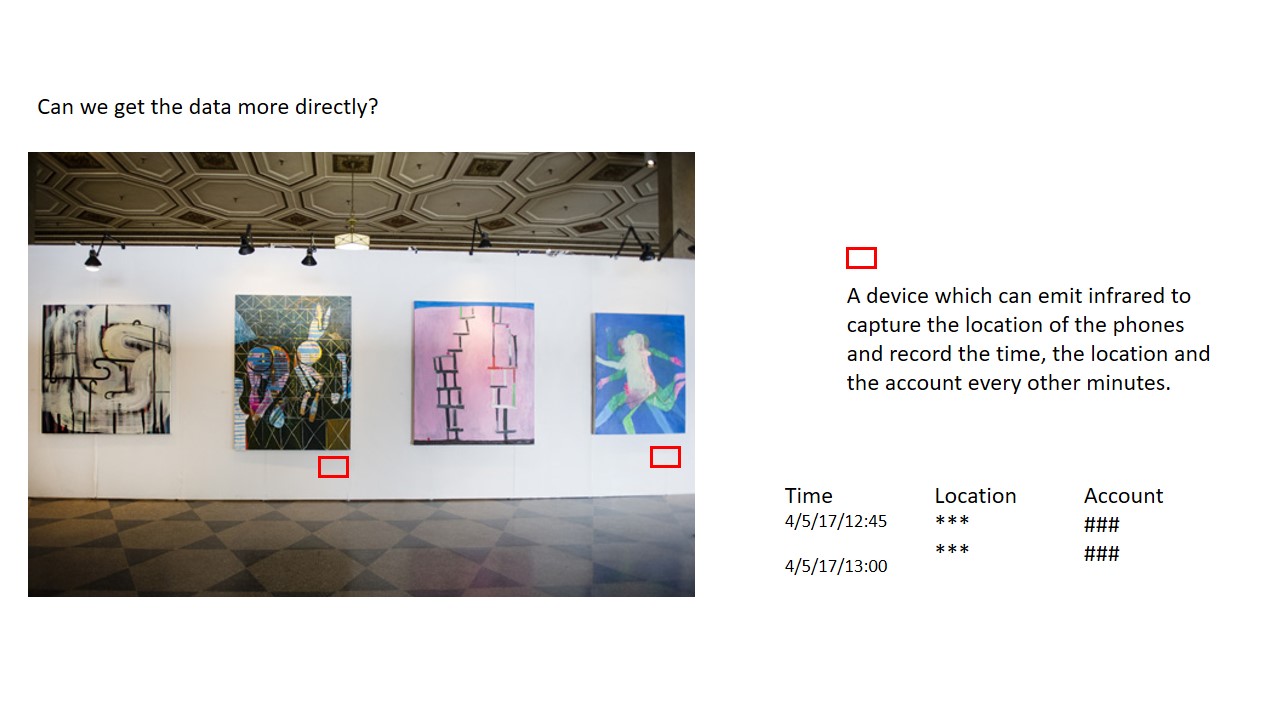 Can we get the data more directly?
A device which can emit infrared to
capture the location of the phones
and record the time, the location and
the account every other minutes.
Time Location Account
4/5/17/12:45 *** ###
*** ###
4/5/17/13:00